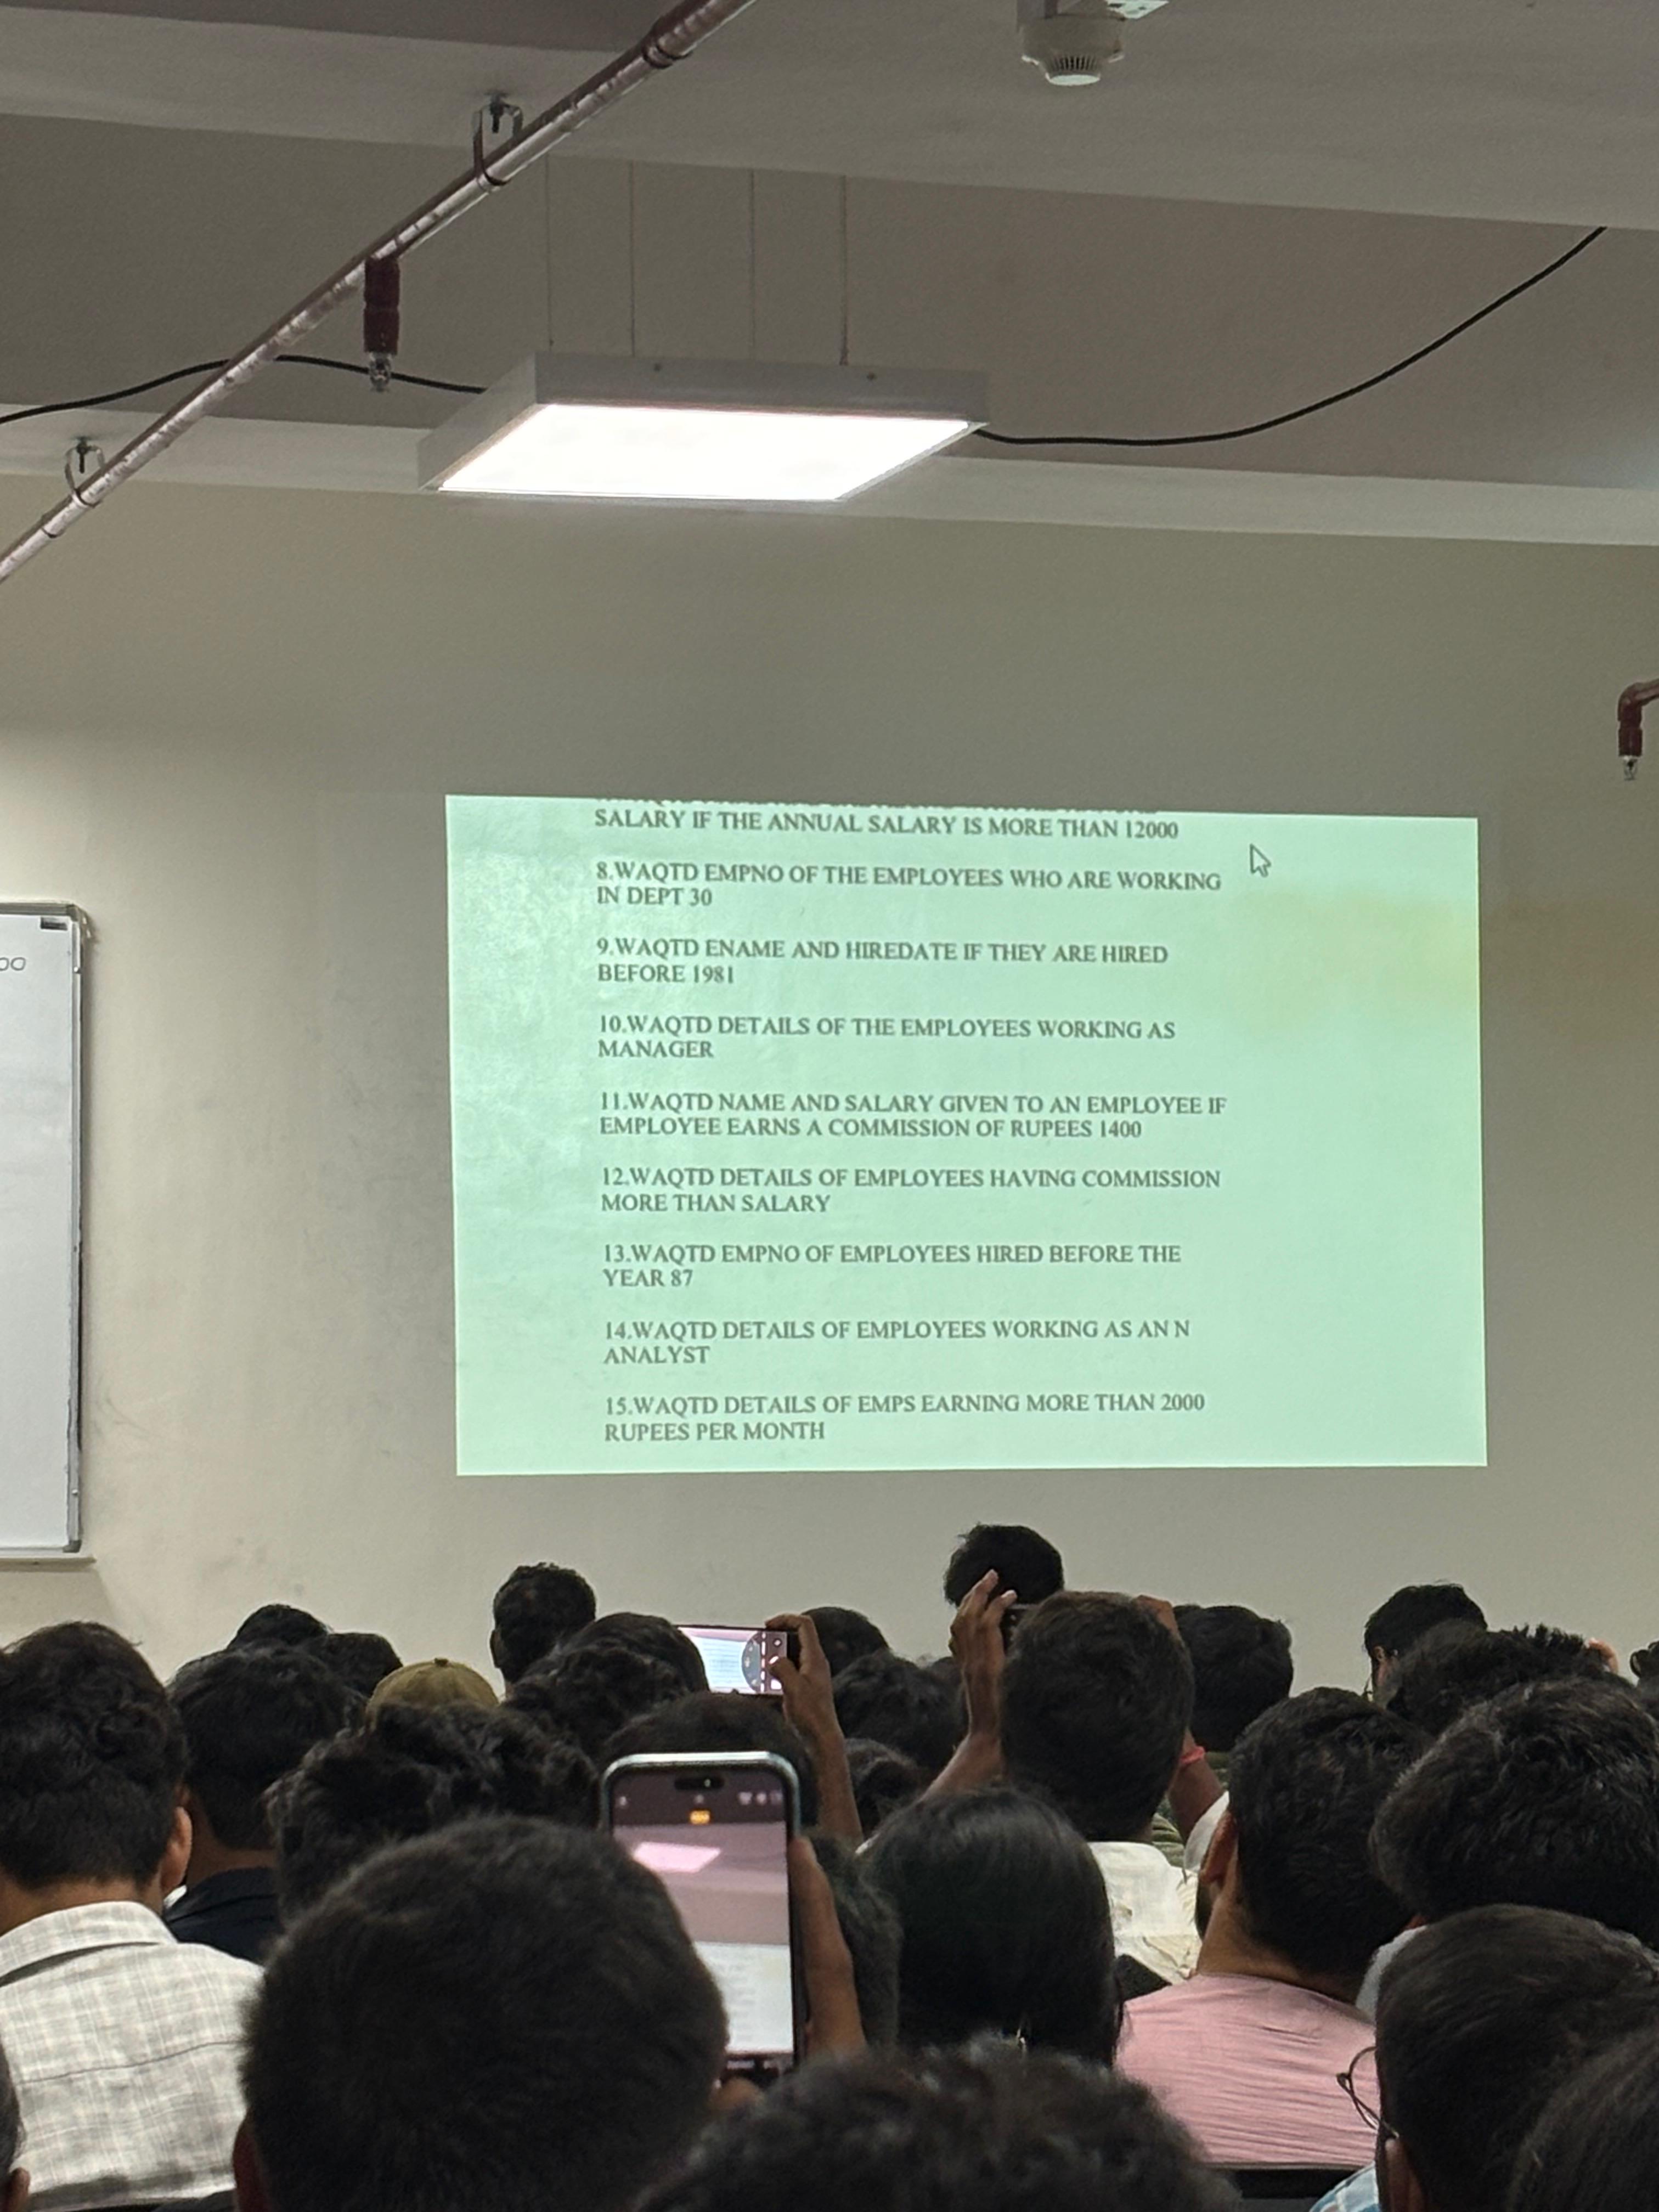 SALARY IF THE ANNUAL SALARY IS MORE THAN 12000
8.WAQTD EMPNO OF THE EMPLOYEES WHO ARE WORKING
IN DEPT 30
9.WAQTD ENAME AND HIREDATE IF THEY ARE HIRED
BEFORE 1981
10.WAQTD DETAILS OF THE EMPLOYEES WORKING AS
MANAGER
11.WAQTD NAME AND SALARY GIVEN TO AN EMPLOYEE IF
EMPLOYEE EARNS A COMMISSION OF RUPEES 1400
12.WAQTD DETAILS OF EMPLOYEES HAVING COMMISSION
MORE THAN SALARY
13.WAQTD EMPNO OF EMPLOYEES HIRED BEFORE THE
YEAR 87
14.WAQTD DETAILS OF EMPLOYEES WORKING AS AN N
ANALYST
15.WAQTD DETAILS OF EMPS EARNING MORE THAN 2000
RUPEES PER MONTH